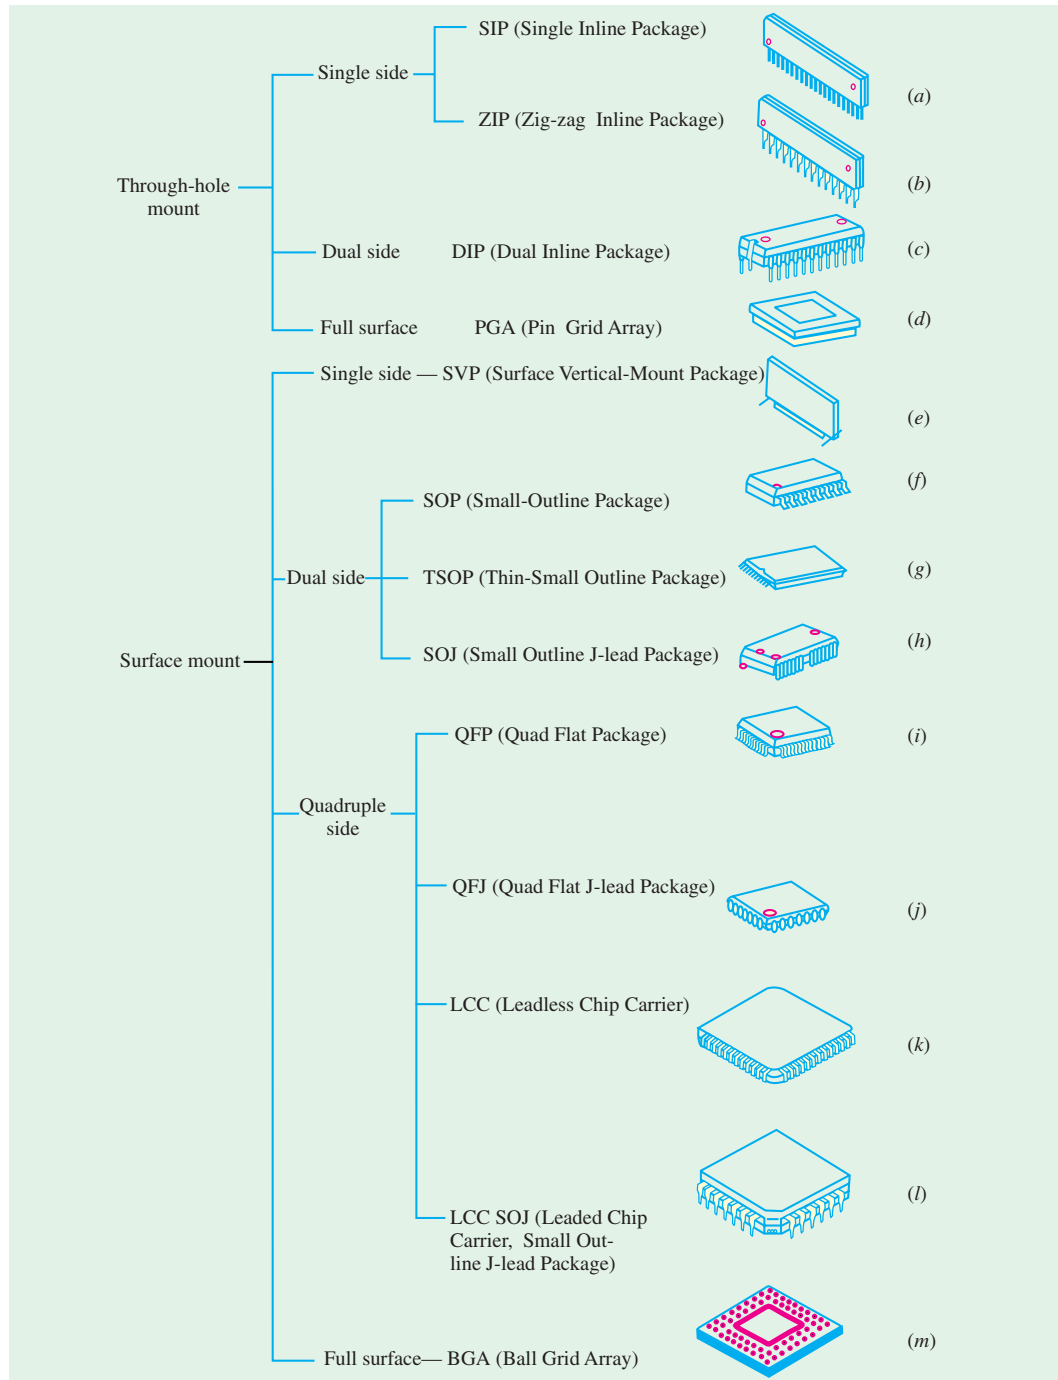 SIP (Single Inline Package)
Single side
(a)
ZIP (Zig-zag Inline Package)
(b)
Through-hole
mount
Dual side DIP (Dual Inline Package) (c)
Full surface PGA (Pin Grid Array) (d)
Single side — SVP (Surface Vertical-Mount Package)
(e)
SOP (Small-Outline Package) (f)
Dual side TSOP (Thin-Small Outline Package) (g)
SOJ (Small Outline J-lead Package) (h)
Surface mount
QFP (Quad Flat Package) (i)
Quadruple
side
QFJ (Quad Flat J-lead Package)
(j)
LCC (Leadless Chip Carrier)
(k)
(l)
LCC SOJ (Leaded Chip
Carrier, Small Out-
line J-lead Package)
(m)
Full surface— BGA (Ball Grid Array)